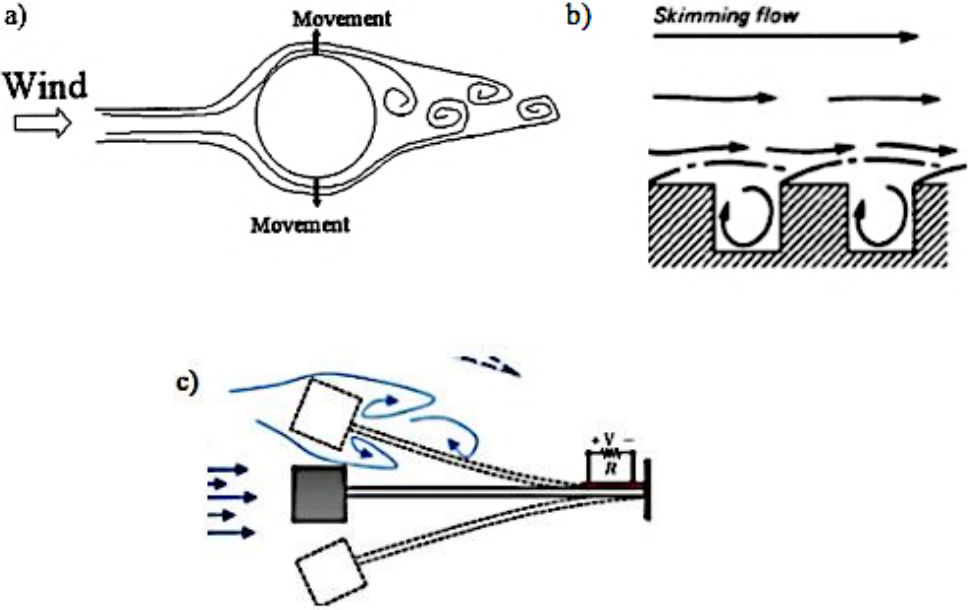 a)
Movement
Wind
Movement
b)
Skimming flow
c)
+ V −
R